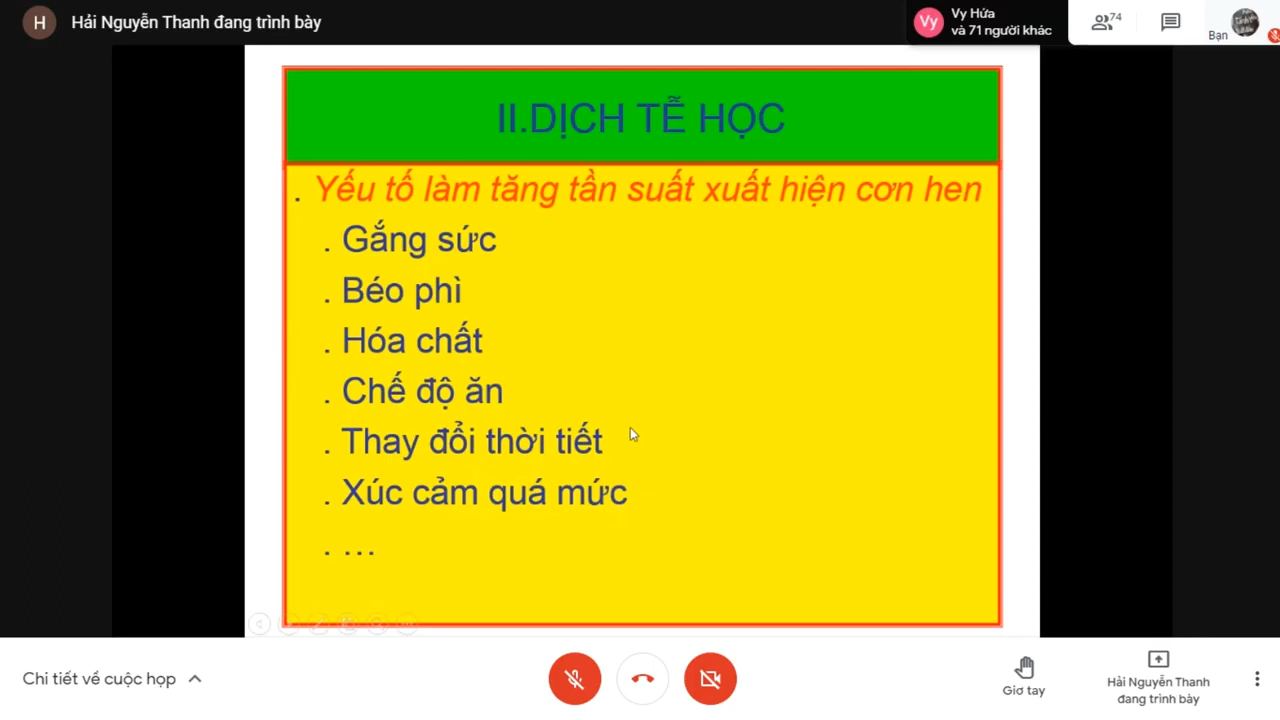 H Hải Nguyễn Thanh đang trình bày
Vy Vy Hứa
và 71 người khác
74
Bạn
II.DỊCH TỄ HỌC
. Yếu tố làm tăng tần suất xuất hiện cơn hen
. Gắng sức
. Béo phì
. Hóa chất
. Chế độ ăn
. Thay đổi thời tiết
. Xúc cảm quá mức
. ...
Chi tiết về cuộc họp
Giơ tay
Hải Nguyễn Thanh
đang trình bày